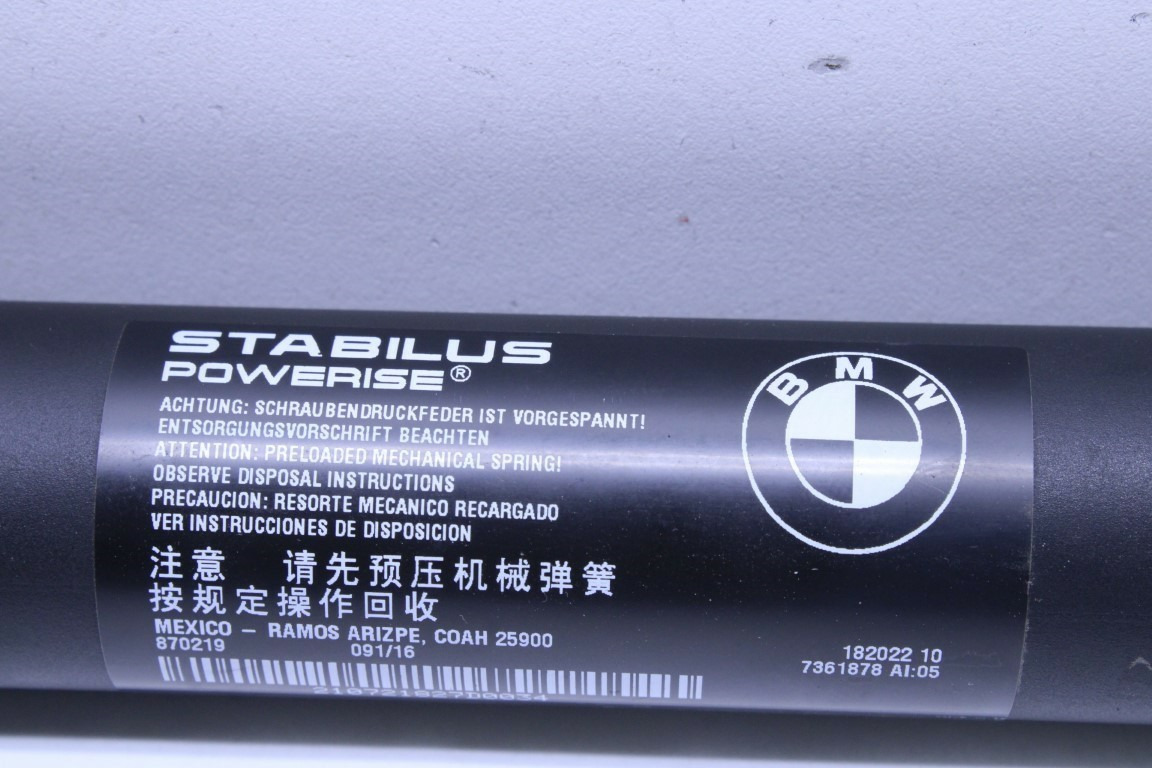 STABILUS
POWERISE®
ACHTUNG: SCHRAUBENDRUCKFEDER IST VORGESPANNT!
ENTSORGUNGSVORSCHRIFT BEACHTEN
ATTENTION: PRELOADED MECHANICAL SPRING!
OBSERVE DISPOSAL INSTRUCTIONS
PRECAUCION: RESORTE MECANICO RECARGADO
VER INSTRUCCIONES DE DISPOSICION
注意 请先预压机械弹簧
按规定操作回收
MEXICO – RAMOS ARIZPE, COAH 25900
870219 091/16
BMW
182022 10
7361878 AI:05